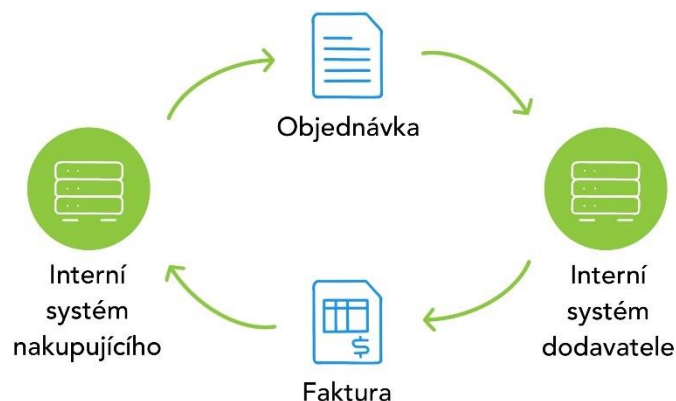 Objednávka
Interní
systém
nakupujícího
Interní
systém
dodavatele
$
Faktura